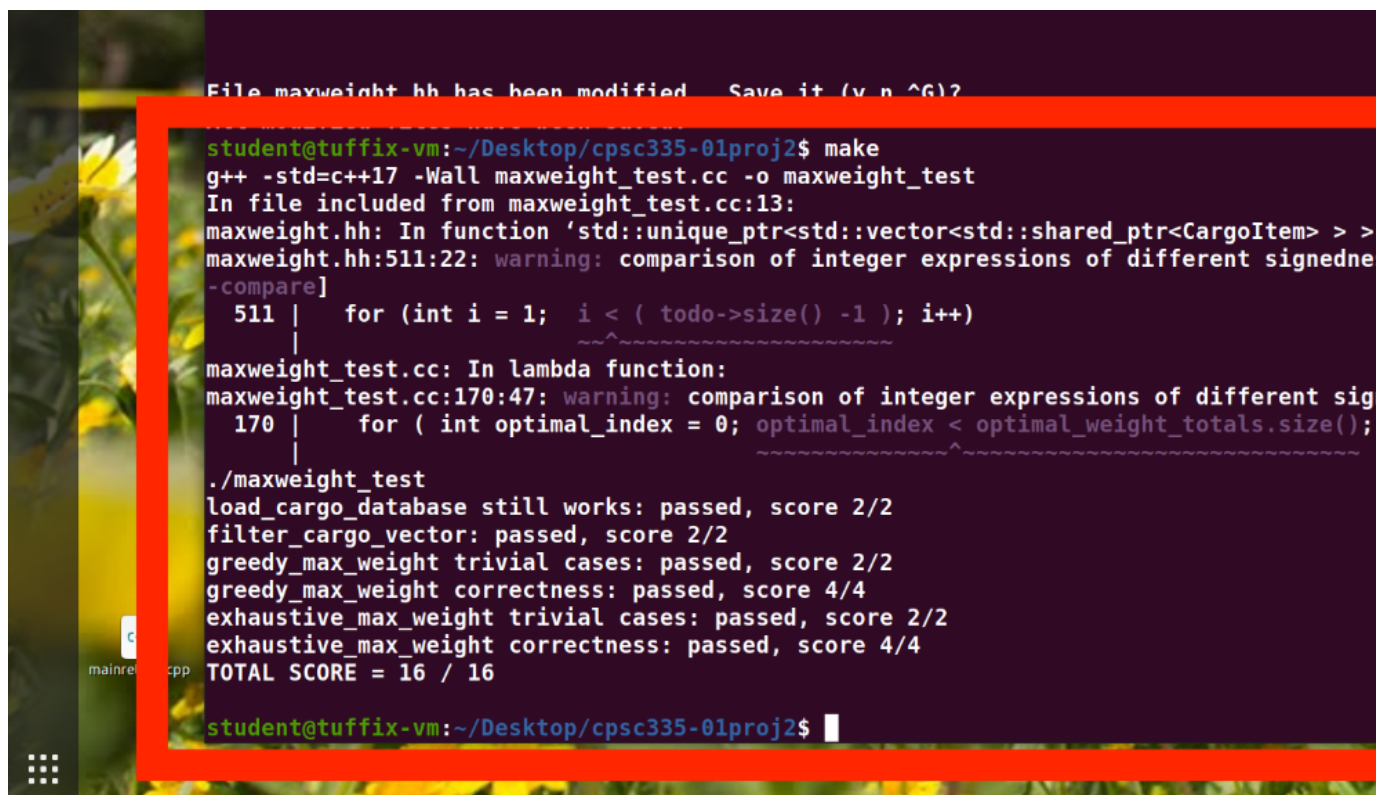 File maxweight.hh has been modified. Save it (y n ^G)?
student@tuffix-vm:~/Desktop/cpsc335-01proj2$ make
g++ -std=c++17 -Wall maxweight_test.cc -o maxweight_test
In file included from maxweight_test.cc:13:
maxweight.hh: In function ‘std::unique_ptr<std::vector<std::shared_ptr<CargoItem> > >
maxweight.hh:511:22: warning: comparison of integer expressions of different signedne
-compare]
511 | for (int i = 1; i < ( todo->size() -1 ); i++)
| ~~^~~~~~~~~~~~~~~~~~~~~
maxweight_test.cc: In lambda function:
maxweight_test.cc:170:47: warning: comparison of integer expressions of different sig
170 | for ( int optimal_index = 0; optimal_index < optimal_weight_totals.size();
| ~~~~~~~~~~~~~~^~~~~~~~~~~~~~~~~~~~~~~~~~~~~~
./maxweight_test
load_cargo_database still works: passed, score 2/2
filter_cargo_vector: passed, score 2/2
greedy_max_weight trivial cases: passed, score 2/2
greedy_max_weight correctness: passed, score 4/4
exhaustive_max_weight trivial cases: passed, score 2/2
exhaustive_max_weight correctness: passed, score 4/4
TOTAL SCORE = 16 / 16
mainre cpp
student@tuffix-vm:~/Desktop/cpsc335-01proj2$